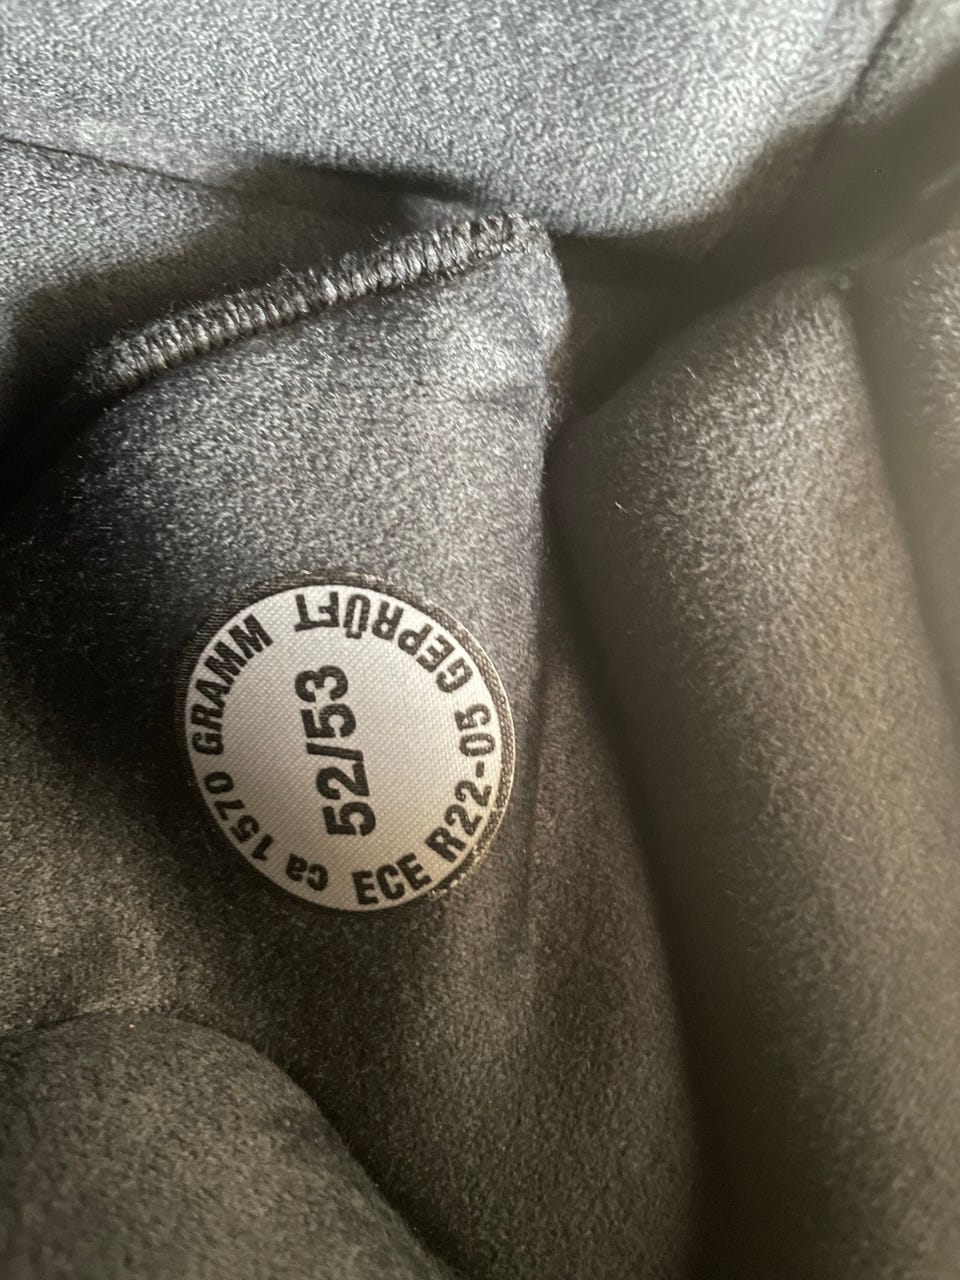 ECE R22-05 GEPRÜFT
ca 1570 GRAMM
52/53